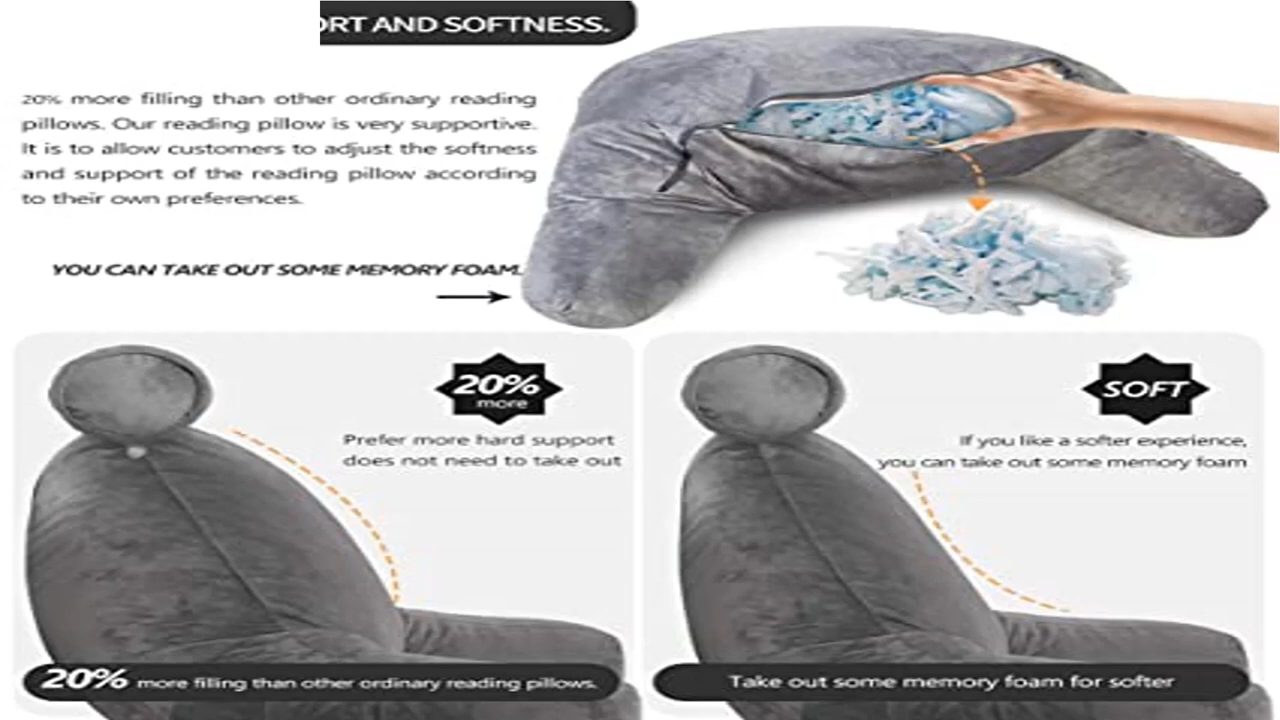 ORT AND SOFTNESS.
20% more filling than other ordinary reading
pillows. Our reading pillow is very supportive.
It is to allow customers to adjust the softness
and support of the reading pillow according
to their own preferences.
YOU CAN TAKE OUT SOME MEMORY FOAM.
20%
more
Prefer more hard support
does not need to take out
SOFT
If you like a softer experience,
you can take out some memory foam
20% more filling than other ordinary reading pillows.
Take out some memory foam for softer